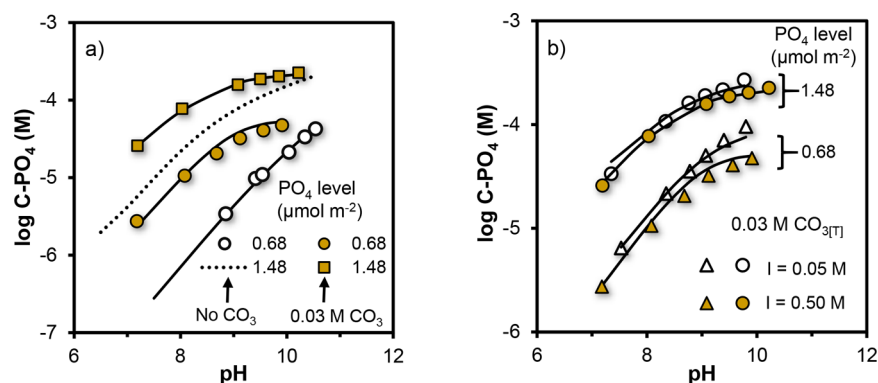 a)
-3
-4
-5
-6
-7
log C-PO₄ (M)
6
8
10
12
pH
PO₄ level
(µmol m⁻²)
0.68 0.68
1.48 1.48
No CO₃ 0.03 M CO₃
b)
-3
-4
-5
-6
log C-PO₄ (M)
6
8
10
12
pH
PO₄ level
(µmol m⁻²)
1.48
0.68
0.03 M CO₃[T]
I = 0.05 M
I = 0.50 M